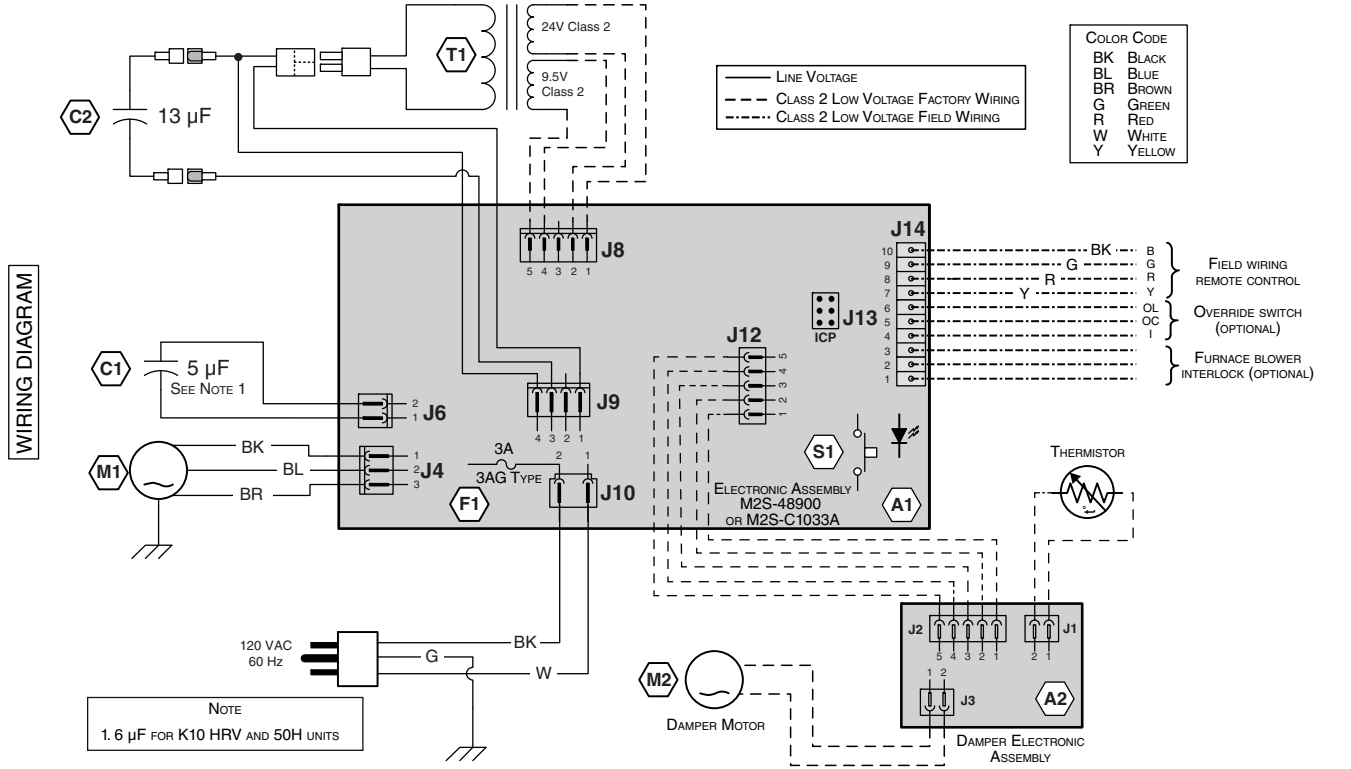 WIRING DIAGRAM
T1
24V Class 2
9.5V
Class 2
C2
13 µF
LINE VOLTAGE
CLASS 2 LOW VOLTAGE FACTORY WIRING
CLASS 2 LOW VOLTAGE FIELD WIRING
COLOR CODE
BK BLACK
BL BLUE
BR BROWN
G GREEN
R RED
W WHITE
Y YELLOW
J8
5 4 3 2 1
J14
10 BK B
9 G G
8 R R
7 Y Y
6 OL
5 OC
4 I
3
2
1
FIELD WIRING
REMOTE CONTROL
OVERRIDE SWITCH
(OPTIONAL)
FURNACE BLOWER
INTERLOCK (OPTIONAL)
J13
ICP
J12
5
4
3
2
1
C1
5 µF
SEE NOTE 1
2
1
J6
J9
4 3 2 1
M1
BK
BL
BR
1
2
3
J4
3A
3AG TYPE
F1
2 1
J10
S1
ELECTRONIC ASSEMBLY
M2S-48900
OR M2S-C1033A
A1
THERMISTOR
t°
120 VAC
60 Hz
BK
G
W
NOTE
1. 6 µF FOR K10 HRV AND 50H UNITS
M2
DAMPER MOTOR
J2
5 4 3 2 1
J1
2 1
1 2
J3
A2
DAMPER ELECTRONIC
ASSEMBLY